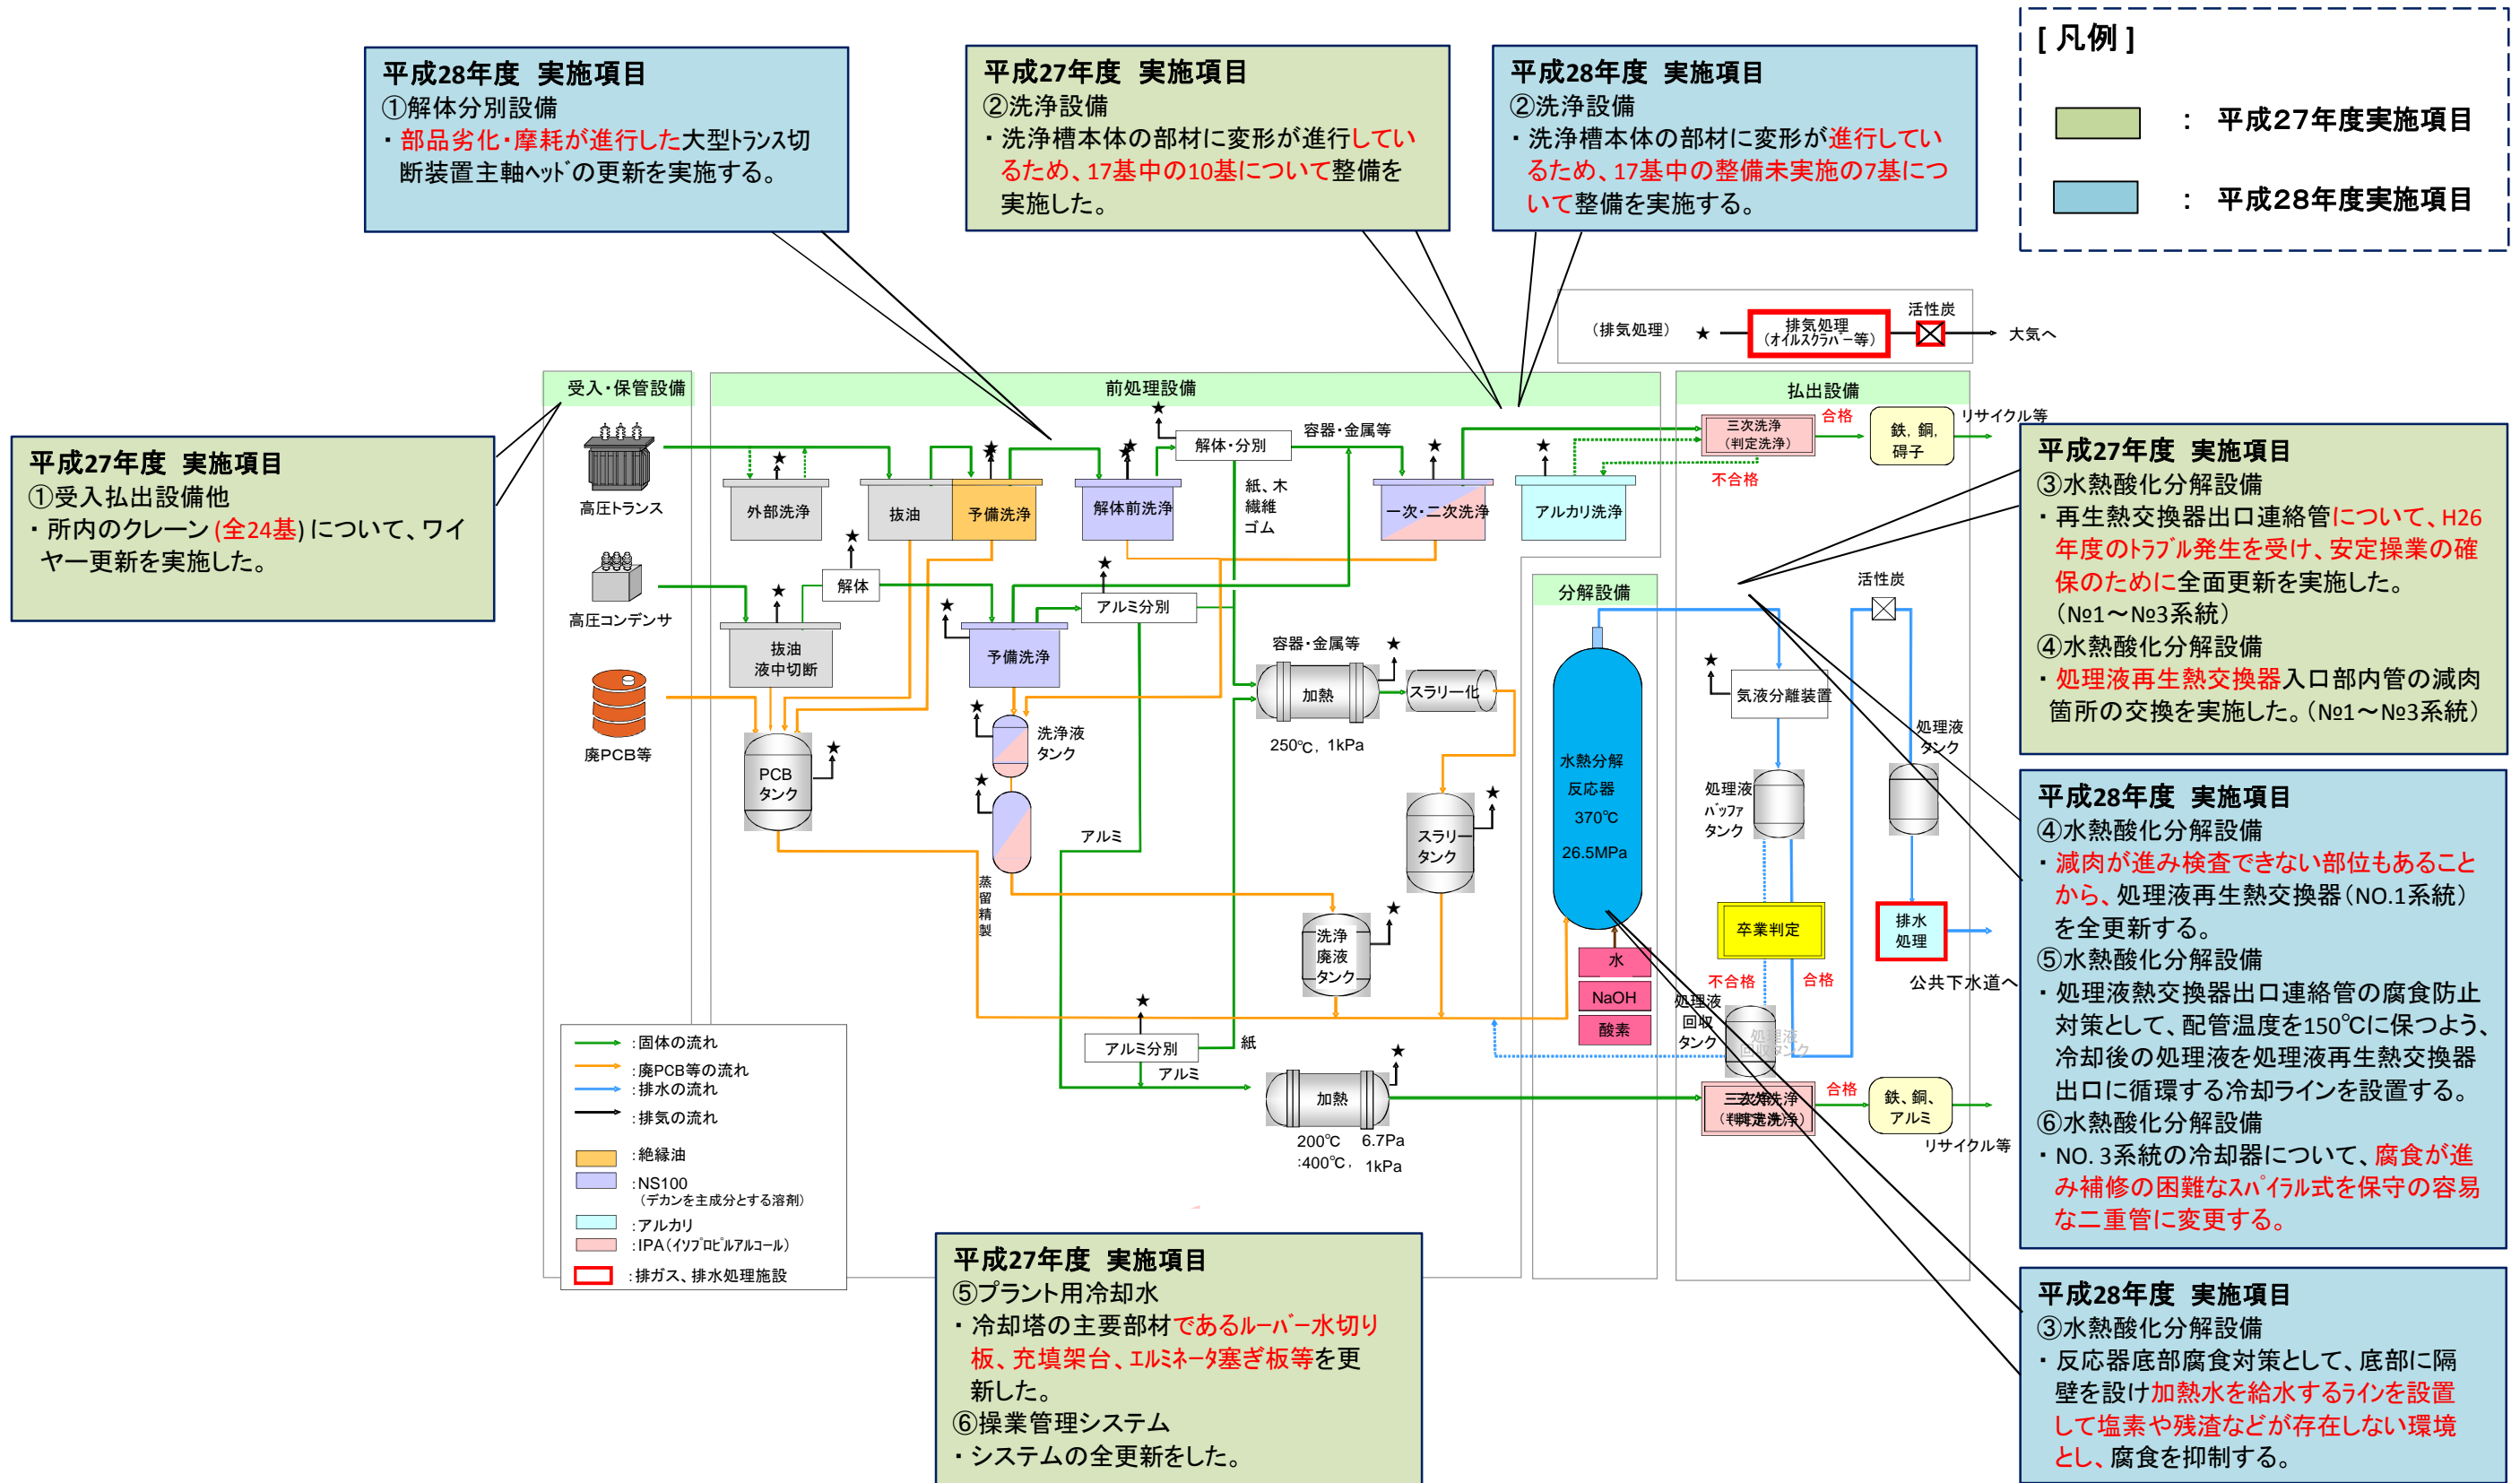 [ 凡例 ]
： 平成２７年度実施項目
： 平成２８年度実施項目
平成28年度 実施項目
①解体分別設備
・部品劣化・摩耗が進行した大型ﾄﾗﾝｽ切
断装置主軸ﾍｯﾄﾞの更新を実施する。
平成27年度 実施項目
②洗浄設備
・洗浄槽本体の部材に変形が進行してい
るため、17基中の10基について整備を
実施した。
平成28年度 実施項目
②洗浄設備
・洗浄槽本体の部材に変形が進行してい
るため、17基中の整備未実施の7基につ
いて整備を実施する。
（排気処理）
★
排気処理
（ｵｲﾙｽｸﾗﾊﾞｰ等）
活性炭
大気へ
受入・保管設備
前処理設備
払出設備
平成27年度 実施項目
①受入払出設備他
・所内のクレーン (全24基) について、ワイ
ヤー更新を実施した。
高圧トランス
高圧コンデンサ
廃PCB等
外部洗浄
抜油
予備洗浄
解体前洗浄
解体・分別
容器・金属等
紙、木
繊維
ゴム
一次・二次洗浄
アルカリ洗浄
三次洗浄
（判定洗浄）
合格
不合格
鉄，銅，
碍子
リサイクル等
解体
抜油
液中切断
予備洗浄
アルミ分別
容器・金属等
加熱
250℃，1kPa
スラリー化
PCB
タンク
洗浄液
タンク
蒸
留
精
製
アルミ
スラリー
タンク
洗浄
廃液
タンク
アルミ分別
紙
アルミ
加熱
200℃ 6.7Pa
:400℃， 1kPa
分解設備
水熱分解
反応器
370℃
26.5MPa
水
NaOH
酸素
活性炭
気液分離装置
処理液
ﾊﾞｯﾌｧ
タンク
処理液
タンク
卒業判定
不合格
合格
排水
処理
公共下水道へ
処理液
回収
タンク
処理液
回収タンク
三次洗浄
（判定洗浄）
合格
鉄、銅、
アルミ
リサイクル等
平成27年度 実施項目
③水熱酸化分解設備
・再生熱交換器出口連絡管について、H26
年度のﾄﾗﾌﾞﾙ発生を受け、安定操業の確
保のために全面更新を実施した。
（№1～№3系統）
④水熱酸化分解設備
・処理液再生熱交換器入口部内管の減肉
箇所の交換を実施した。（№1～№3系統）
平成28年度 実施項目
④水熱酸化分解設備
・減肉が進み検査できない部位もあること
から、処理液再生熱交換器（NO.1系統）
を全更新する。
⑤水熱酸化分解設備
・処理液熱交換器出口連絡管の腐食防止
対策として、配管温度を150℃に保つよう、
冷却後の処理液を処理液再生熱交換器
出口に循環する冷却ラインを設置する。
⑥水熱酸化分解設備
・NO. 3系統の冷却器について、腐食が進
み補修の困難なｽﾊﾟｲﾗﾙ式を保守の容易
な二重管に変更する。
平成28年度 実施項目
③水熱酸化分解設備
・反応器底部腐食対策として、底部に隔
壁を設け加熱水を給水するﾗｲﾝを設置
して塩素や残渣などが存在しない環境
とし、腐食を抑制する。
:固体の流れ
:廃PCB等の流れ
:排水の流れ
:排気の流れ
:絶縁油
:NS100
（デカンを主成分とする溶剤）
:アルカリ
:IPA（ｲｿﾌﾟﾛﾋﾟﾙｱﾙｺｰﾙ）
:排ガス、排水処理施設
平成27年度 実施項目
⑤プラント用冷却水
・冷却塔の主要部材であるﾙｰﾊﾞｰ水切り
板、充填架台、ｴﾙﾐﾈｰﾀ塞ぎ板等を更
新した。
⑥操業管理システム
・システムの全更新をした。